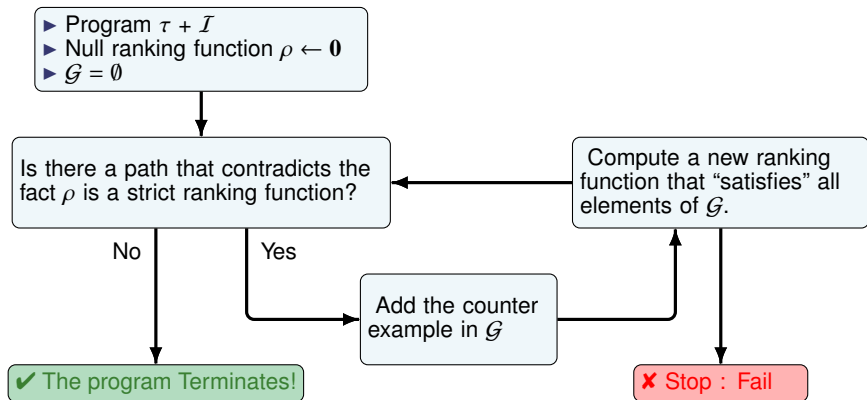 ► Program τ + I
► Null ranking function ρ ← 0
► G = ∅
Is there a path that contradicts the
fact ρ is a strict ranking function?
Compute a new ranking
function that “satisfies” all
elements of G.
No
Yes
Add the counter
example in G
✔ The program Terminates!
✘ Stop : Fail